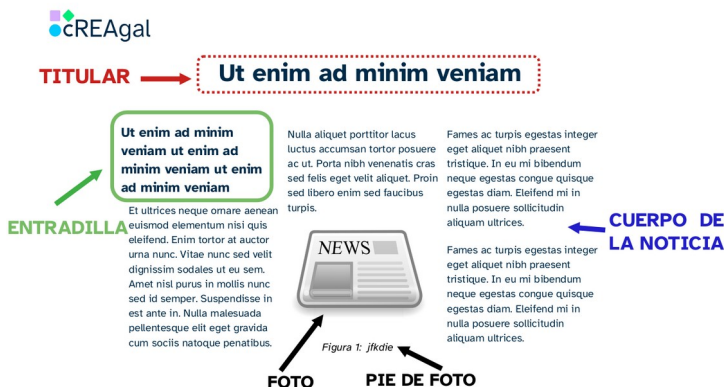 cREAgal
TITULAR
Ut enim ad minim veniam
Ut enim ad minim
veniam ut enim ad
minim veniam ut enim
ad minim veniam
ENTRADILLA
Et ultrices neque ornare aenean
euismod elementum nisi quis
eleifend. Enim tortor at auctor
urna nunc. Vitae nunc sed velit
dignissim sodales ut eu sem.
Amet nisl purus in mollis nunc
sed id semper. Suspendisse in
est ante in. Nulla malesuada
pellentesque elit eget gravida
cum sociis natoque penatibus.
Nulla aliquet porttitor lacus
luctus accumsan tortor posuere
ac ut. Porta nibh venenatis cras
sed felis eget velit aliquet. Proin
sed libero enim sed faucibus
turpis.
NEWS
Figura 1: jfkdie
FOTO
PIE DE FOTO
Fames ac turpis egestas integer
eget aliquet nibh praesent
tristique. In eu mi bibendum
neque egestas congue quisque
egestas diam. Eleifend mi in
nulla posuere sollicitudin
aliquam ultrices.
Fames ac turpis egestas integer
eget aliquet nibh praesent
tristique. In eu mi bibendum
neque egestas congue quisque
egestas diam. Eleifend mi in
nulla posuere sollicitudin
aliquam ultrices.
CUERPO DE
LA NOTICIA